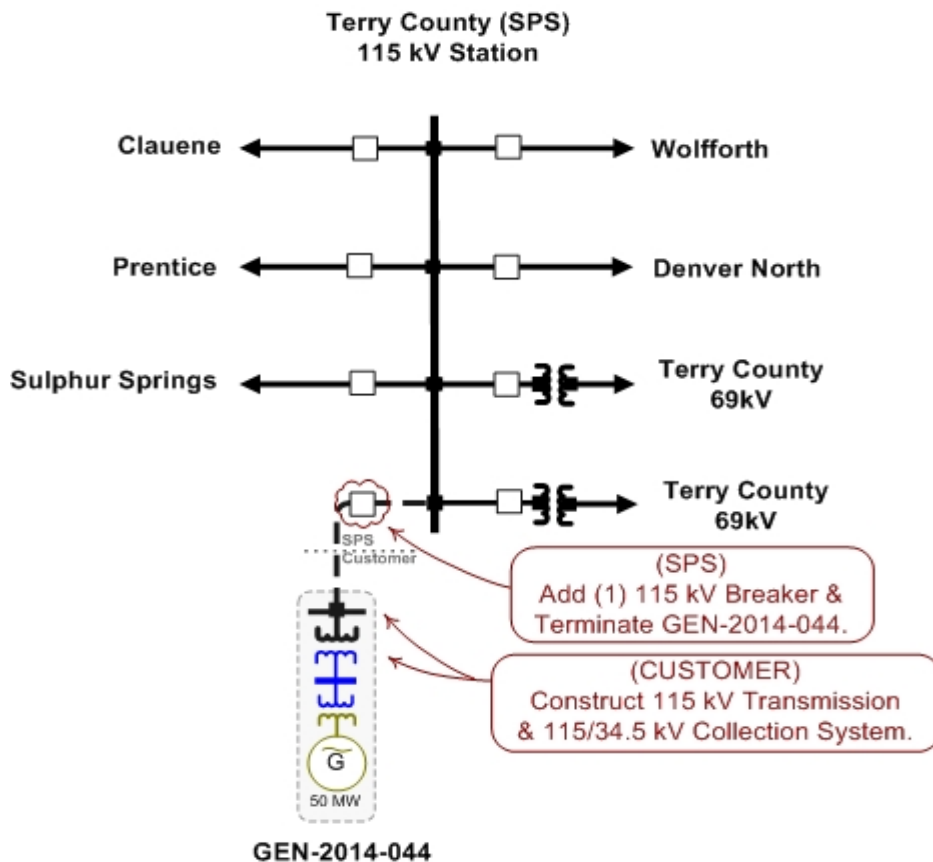 Terry County (SPS)
115 kV Station
Clauene
Wolfforth
Prentice
Denver North
Sulphur Springs
Terry County
69kV
Terry County
69kV
SPS
Customer
(SPS)
Add (1) 115 kV Breaker &
Terminate GEN-2014-044.
(CUSTOMER)
Construct 115 kV Transmission
& 115/34.5 kV Collection System.
G
50 MW
GEN-2014-044